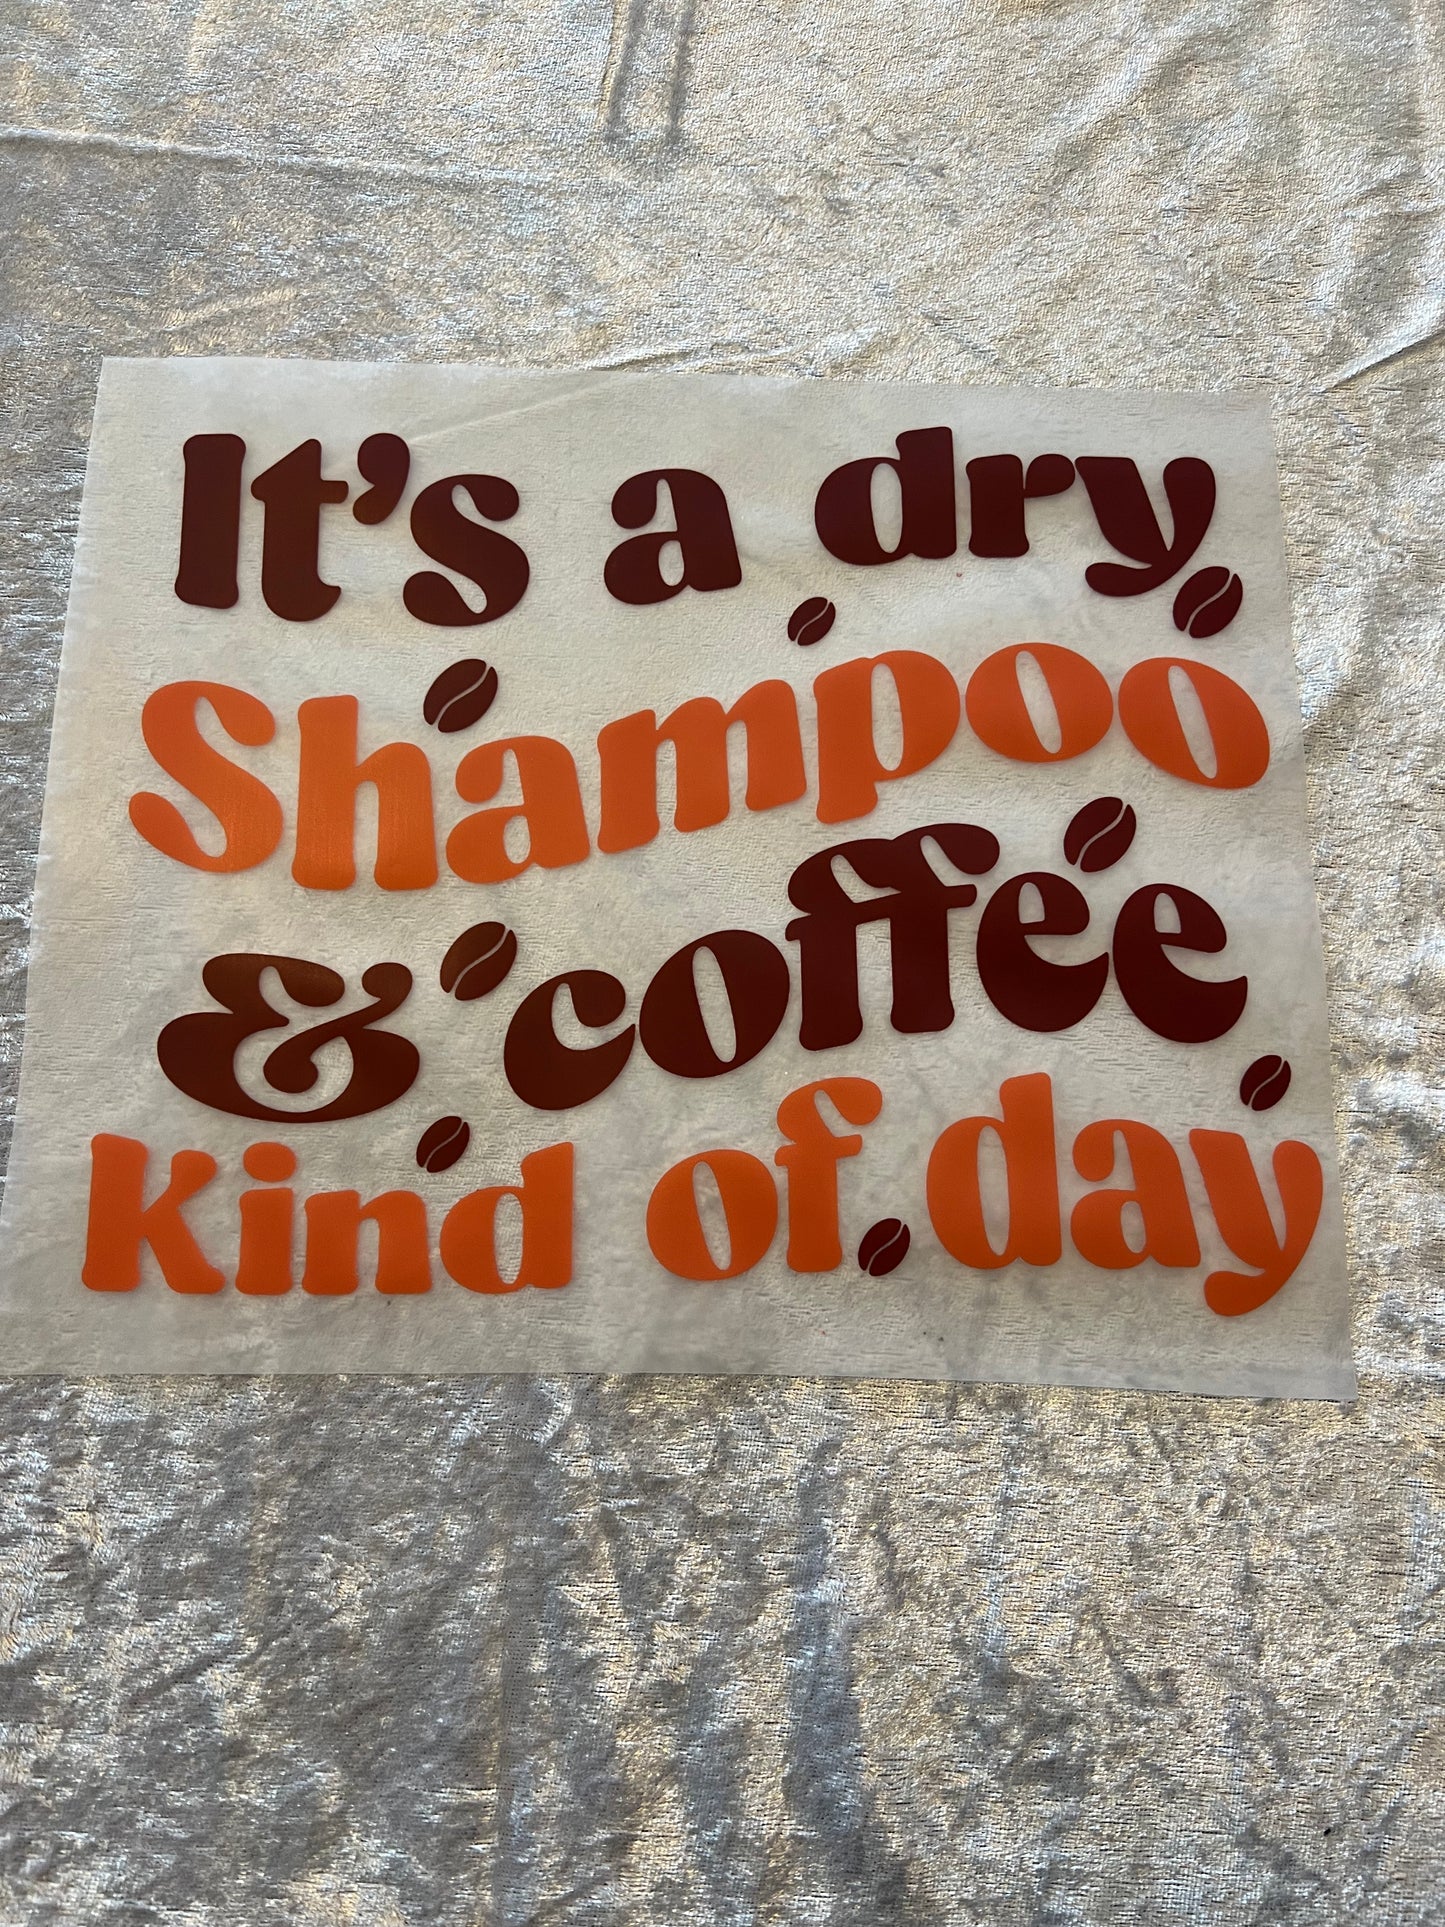 It's a dry
Shampoo
& coffee
Kind of day